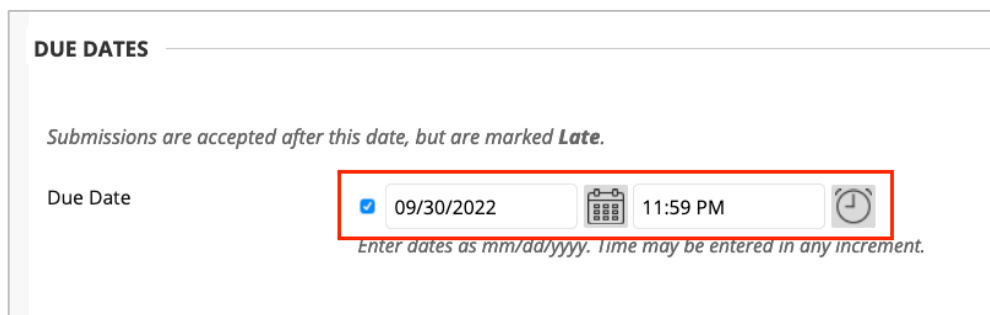 DUE DATES
Submissions are accepted after this date, but are marked Late.
Due Date 09/30/2022 11:59 PM
Enter dates as mm/dd/yyyy. Time may be entered in any increment.